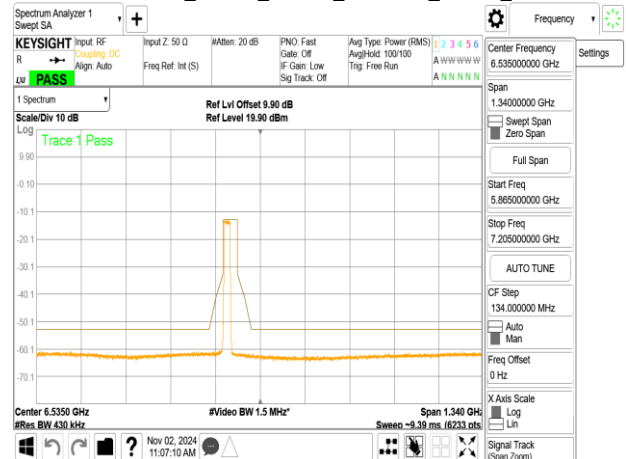 Spectrum Analyzer 1
Swept SA
Frequency
KEYSIGHT
Input: RF
Coupling: DC
Align: Auto
Input Z: 50 Ω
Freq Ref: Int (S)
#Atten: 20 dB
PNO: Fast
Gate: Off
IF Gain: Low
Sig Track: Off
Avg Type: Power (RMS)
Avg|Hold: 100/100
Trig: Free Run
1 2 3 4 5 6
A W W W W W
A N N N N N
R
LXI
PASS
Center Frequency
6.535000000 GHz
Settings
1 Spectrum
Scale/Div 10 dB
Ref Lvl Offset 9.90 dB
Ref Level 19.90 dBm
Span
1.34000000 GHz
Swept Span
Zero Span
Log
Trace 1 Pass
9.90
-0.10
-10.1
-20.1
-30.1
-40.1
-50.1
-60.1
-70.1
Full Span
Start Freq
5.865000000 GHz
Stop Freq
7.205000000 GHz
AUTO TUNE
CF Step
134.000000 MHz
Auto
Man
Freq Offset
0 Hz
X Axis Scale
Log
Lin
Signal Track
(Span Zoom)
Center 6.5350 GHz
#Video BW 1.5 MHz*
Span 1.340 GHz
#Res BW 430 kHz
Sweep ~9.39 ms (6233 pts
?
Nov 02, 2024
11:07:10 AM